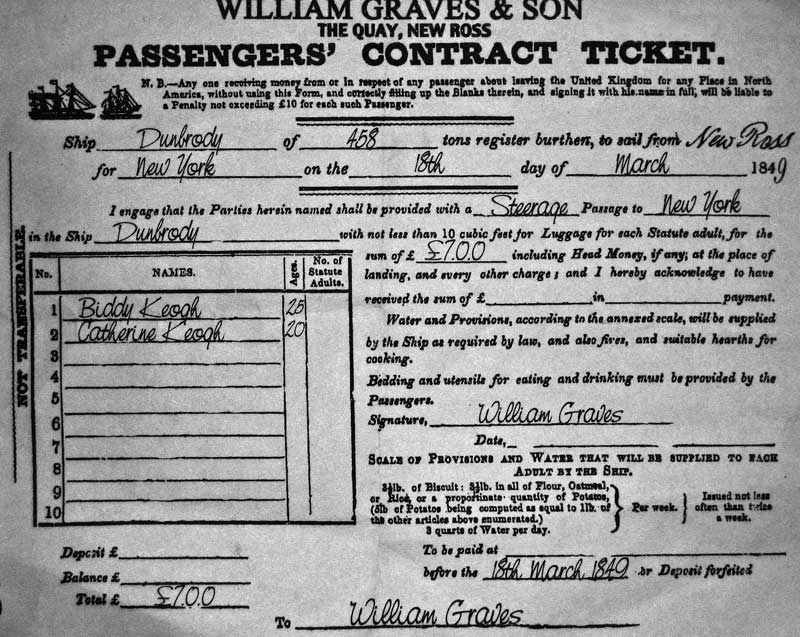 WILLIAM GRAVES & SON
THE QUAY, NEW ROSS
PASSENGERS' CONTRACT TICKET.
N. B.—Any one receiving money from or in respect of any passenger about leaving the United Kingdom for any Place in North
America, without using this Form, and correctly filling up the Blanks therein, and signing it with his name in full, will be liable to
a Penalty not exceeding £10 for each such Passenger.
Ship Dunbrody of 458 tons register burthen, to sail from New Ross
for New York on the 18th day of March 1849
I engage that the Parties herein named shall be provided with a Steerage Passage to New York
in the Ship Dunbrody with not less than 10 cubic feet for Luggage for each Statute adult, for the
sum of £ £7.0.0 including Head Money, if any, at the place of
landing, and every other charge; and I hereby acknowledge to have
received the sum of £ in payment.
Water and Provisions, according to the annexed scale, will be supplied
by the Ship as required by law, and also fires, and suitable hearths for
cooking.
Bedding and utensils for eating and drinking must be provided by the
Passengers.
Signature, William Graves
Date,
NOT TRANSFERABLE.
No. NAMES. Ages. No. of Statute Adults.
1 Biddy Keogh 25
2 Catherine Keogh 20
3
4
5
6
7
8
9
10
SCALE OF PROVISIONS AND WATER THAT WILL BE SUPPLIED TO EACH
ADULT BY THE SHIP.
lb. of Biscuit: 3½lb. in all of Flour, Oatmeal,
or Rice, or a proportionate quantity of Potatoes,
(5lb of Potatoes being computed as equal to 1lb. of
the other articles above enumerated.)
3 quarts of Water per day.
Per week.
Issued not less
often than twice
a week.
Deposit £
Balance £
Total £ £7.0.0
To be paid at
before the 18th March 1849 or Deposit forfeited
To William Graves